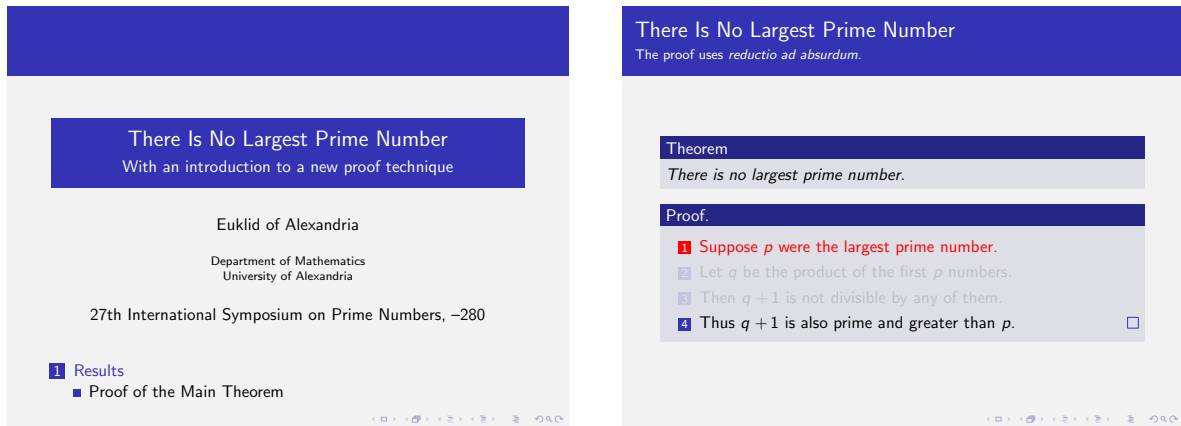 There Is No Largest Prime Number
With an introduction to a new proof technique
Euklid of Alexandria
Department of Mathematics
University of Alexandria
27th International Symposium on Prime Numbers, –280
1 Results
Proof of the Main Theorem
There Is No Largest Prime Number
The proof uses reductio ad absurdum.
Theorem
There is no largest prime number.
Proof.
1 Suppose p were the largest prime number.
2 Let q be the product of the first p numbers.
3 Then q + 1 is not divisible by any of them.
4 Thus q + 1 is also prime and greater than p.